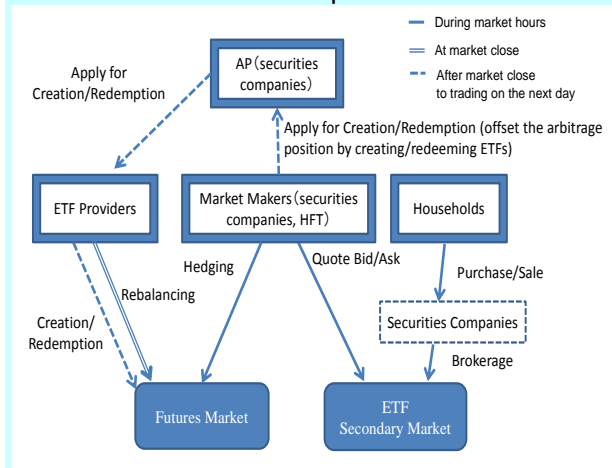 During market hours
At market close
After market close
to trading on the next day
AP(securities
companies)
Apply for
Creation/Redemption
Apply for Creation/Redemption (offset the arbitrage
position by creating/redeeming ETFs)
ETF Providers
Market Makers(securities
companies, HFT)
Households
Hedging
Quote Bid/Ask
Purchase/Sale
Rebalancing
Creation/
Redemption
Securities Companies
Brokerage
Futures Market
ETF
Secondary Market